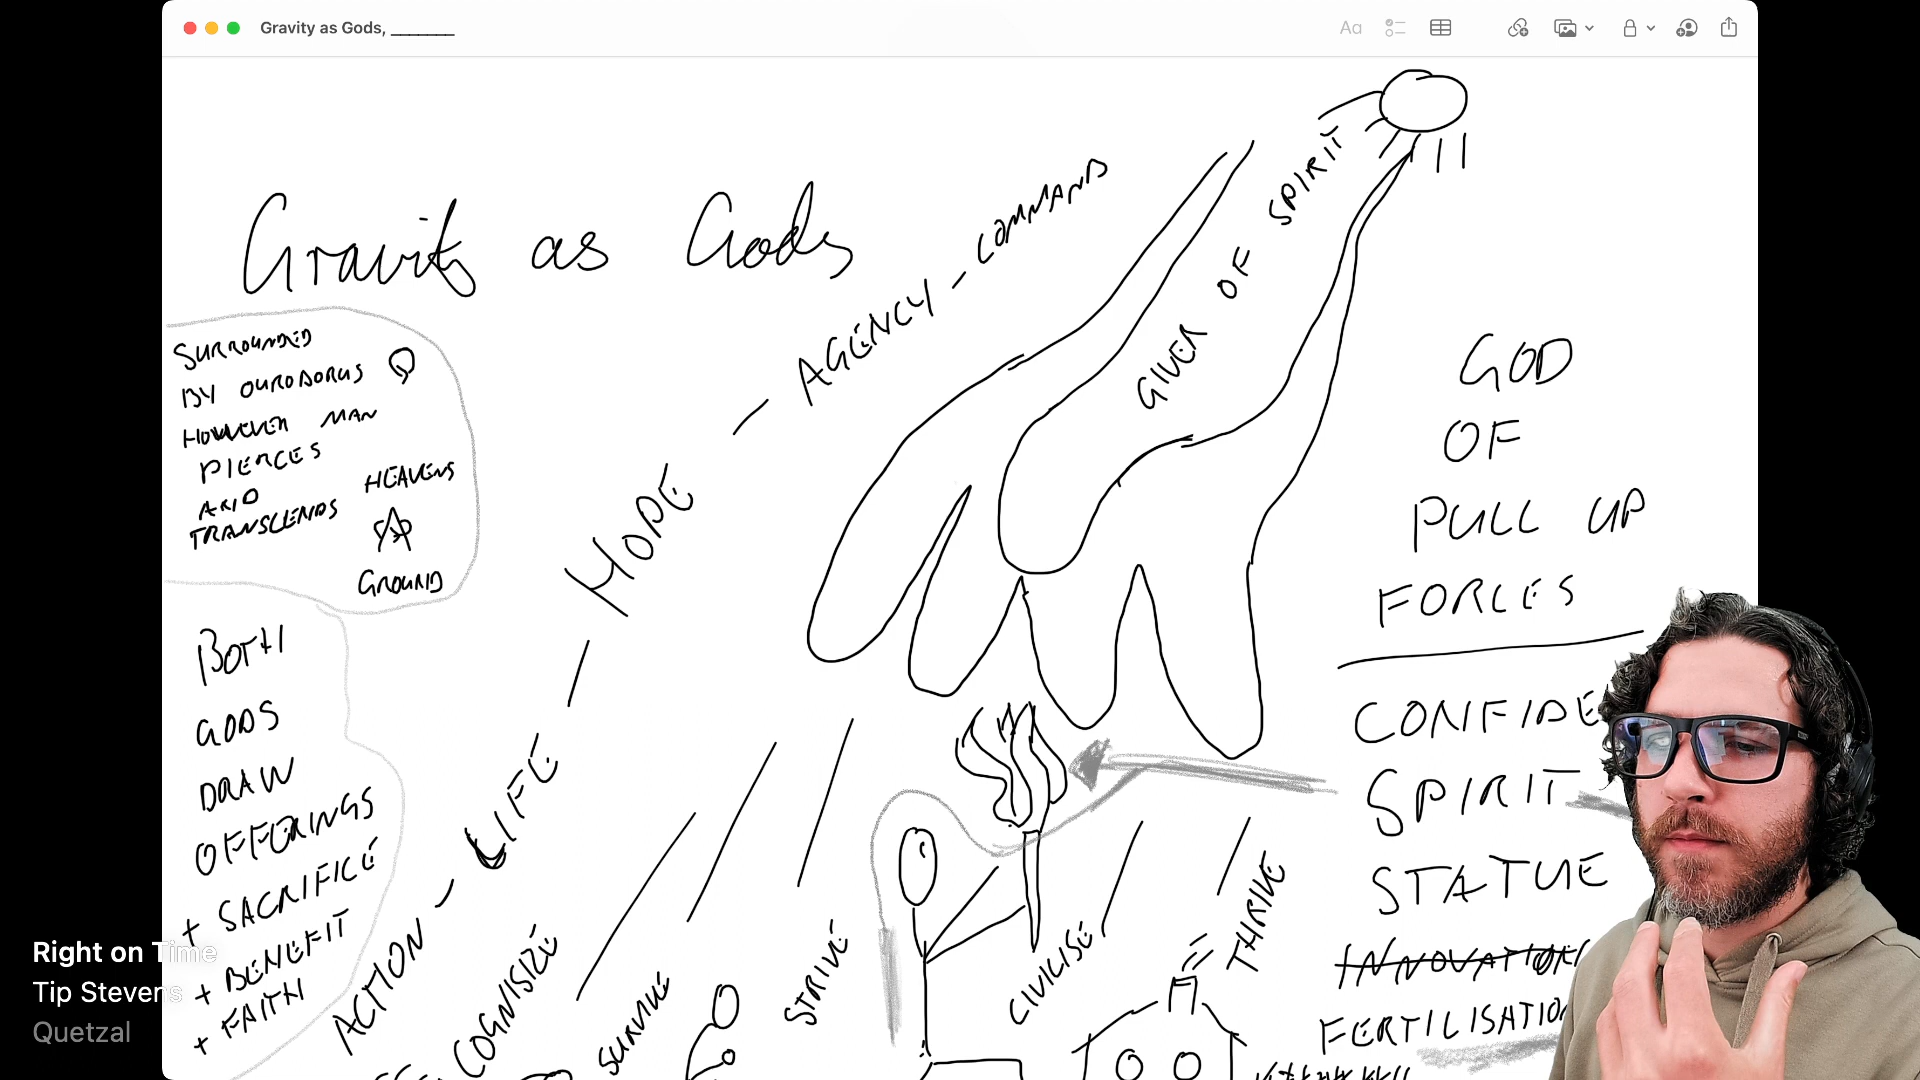 Gravity as Gods, _______
Aa
Gravity as Gods
SURROUNDED
BY OUROBORUS
HOWEVER MAN
PIERCES
AND
TRANSCENDS
HEAVENS
GROUND
BOTH
GODS
DRAW
OFFERINGS
+ SACRIFICE
+ BENEFIT
+ FAITH
ACTION - LIFE - HOPE - AGENCY - COMMAND
GIVER OF SPIRIT
GOD
OF
PULL UP
FORCES
CONFIDE
SPIRIT
STATUE
INNOVATION
FERTILISATIO
COGNISIZE
SURVIVE
STRIVE
CIVILISE
THRIVE
Right on Time
Tip Stevens
Quetzal